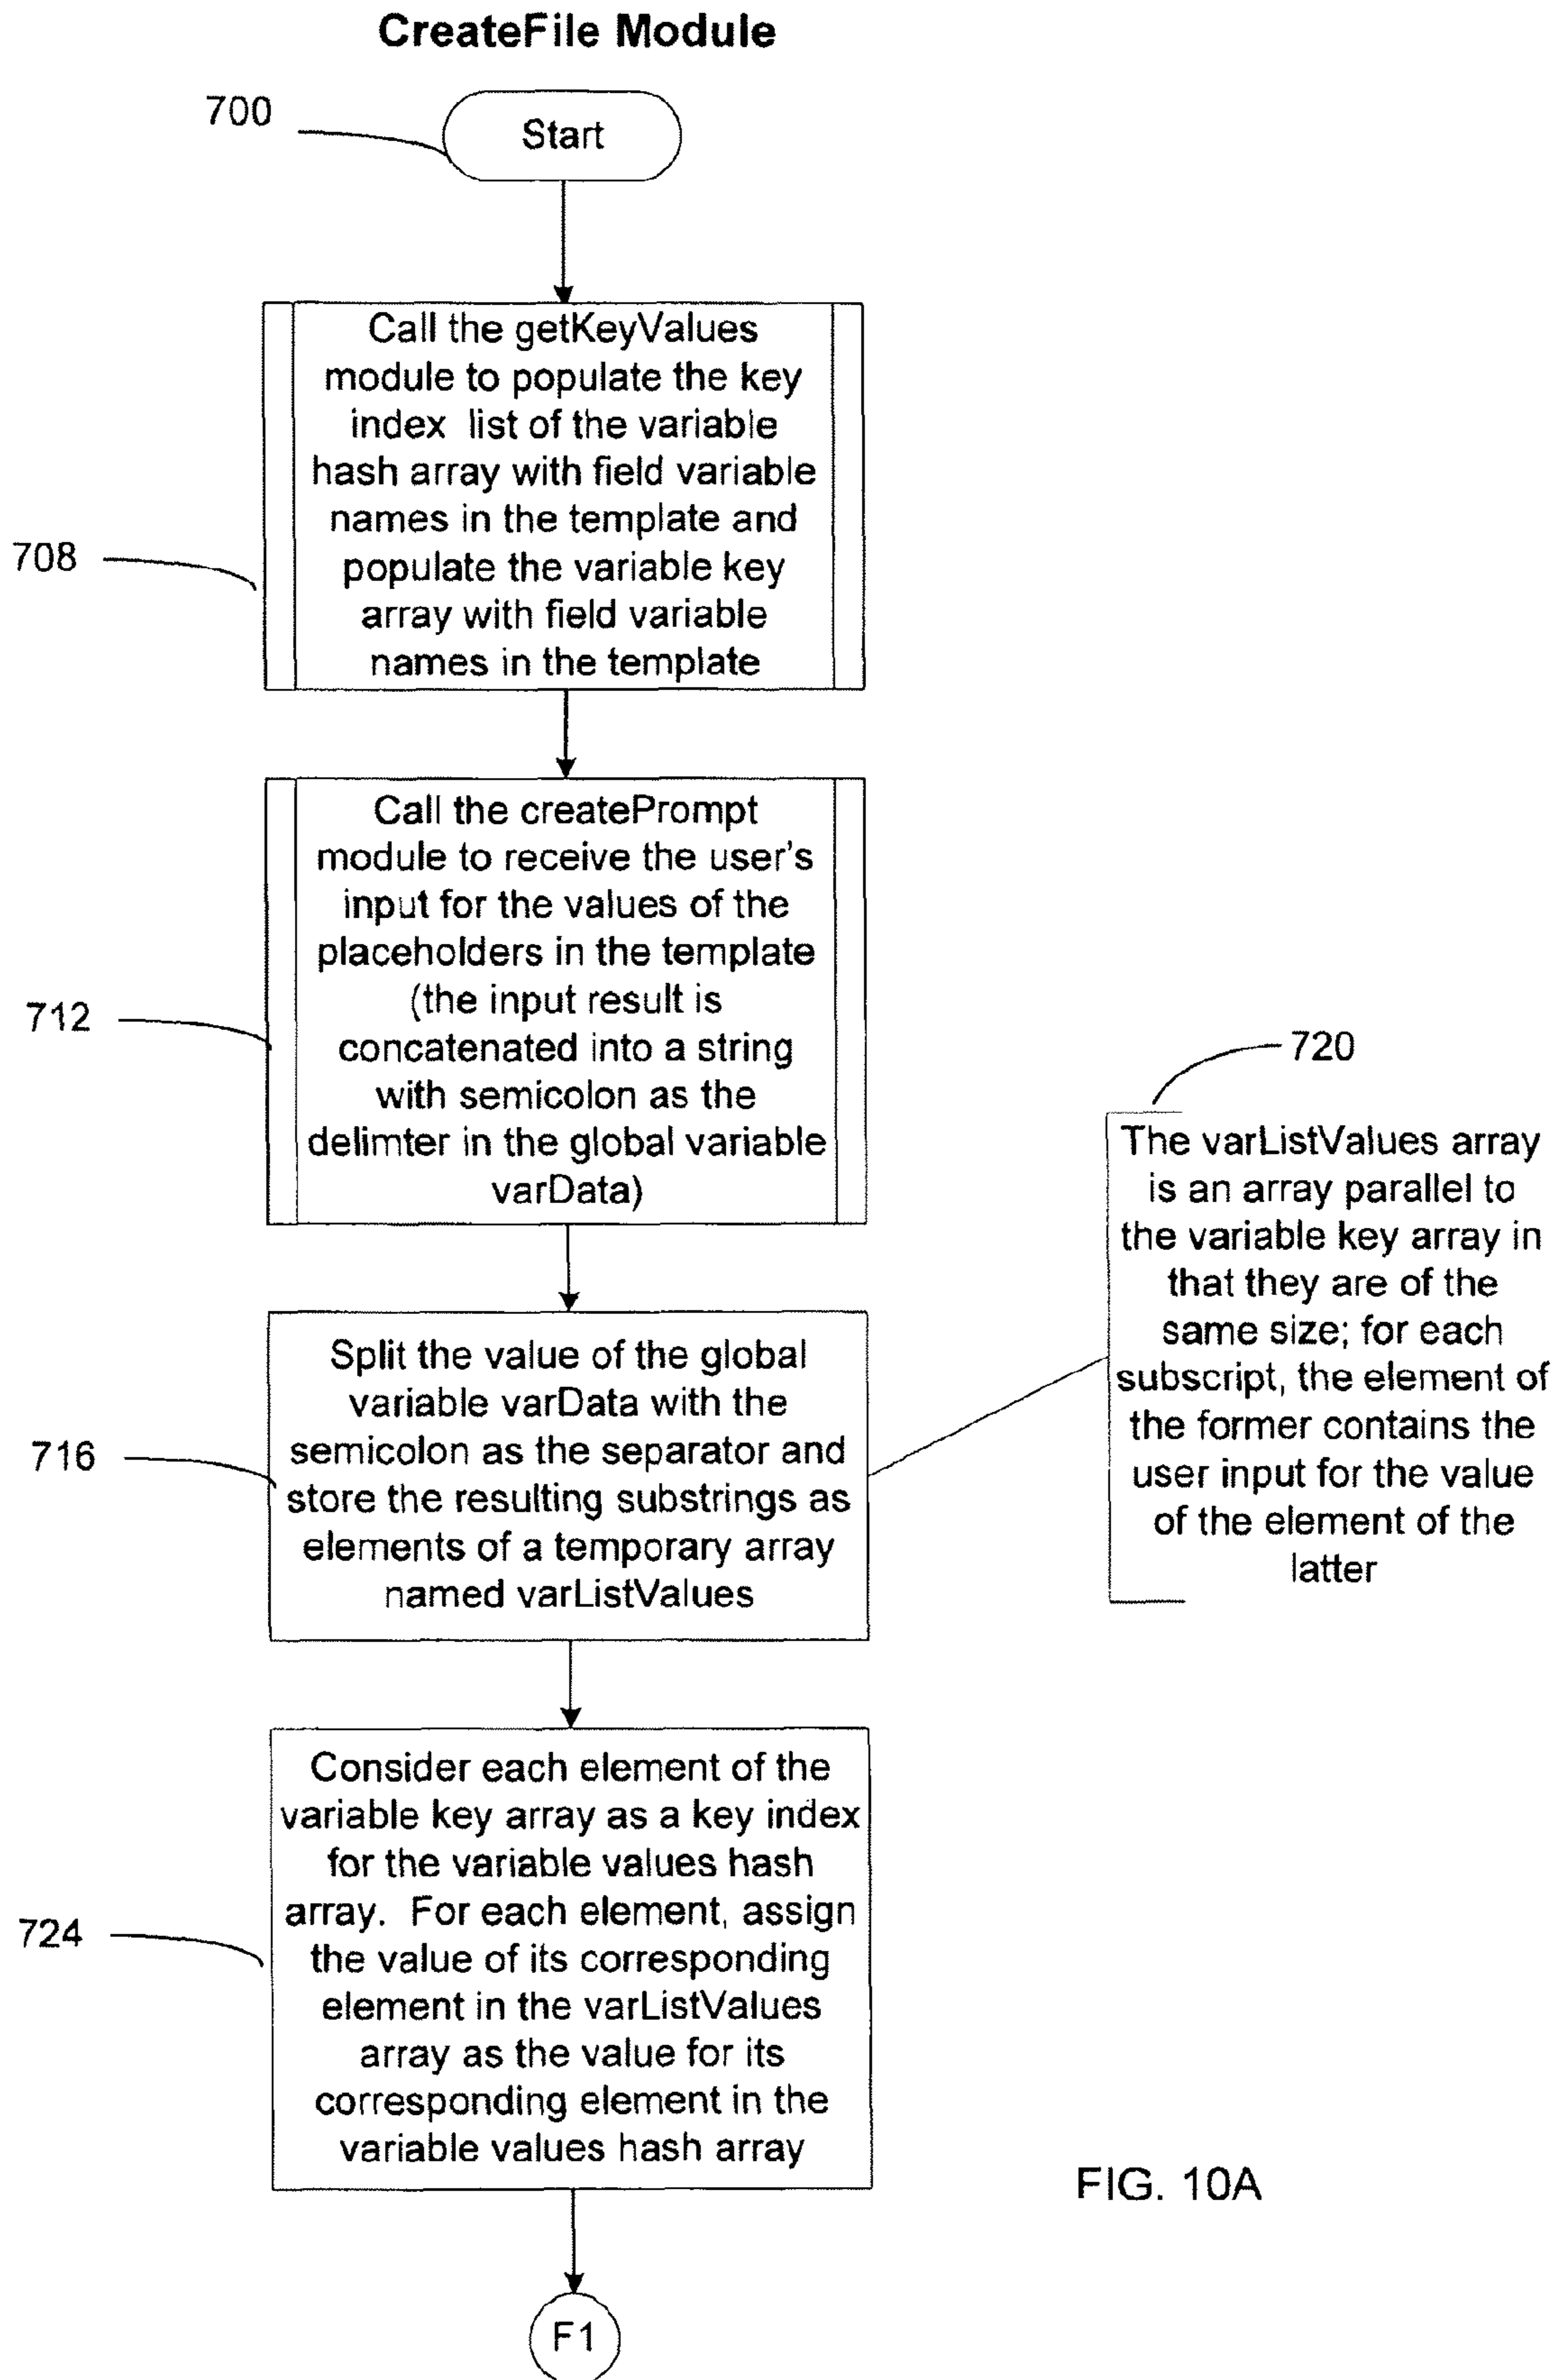 CreateFile Module
700
Start
Call the getKeyValues
module to populate the key
index list of the variable
hash array with field variable
names in the template and
populate the variable key
array with field variable
names in the template
708
Call the createPrompt
module to receive the user's
input for the values of the
placeholders in the template
(the input result is
concatenated into a string
with semicolon as the
delimter in the global variable
varData)
712
720
The varListValues array
is an array parallel to
the variable key array in
that they are of the
same size; for each
subscript, the element of
the former contains the
user input for the value
of the element of the
latter
Split the value of the global
variable varData with the
semicolon as the separator and
store the resulting substrings as
elements of a temporary array
named varListValues
716
Consider each element of the
variable key array as a key index
for the variable values hash
array. For each element, assign
the value of its corresponding
element in the varListValues
array as the value for its
corresponding element in the
variable values hash array
724
FIG. 10A
F1